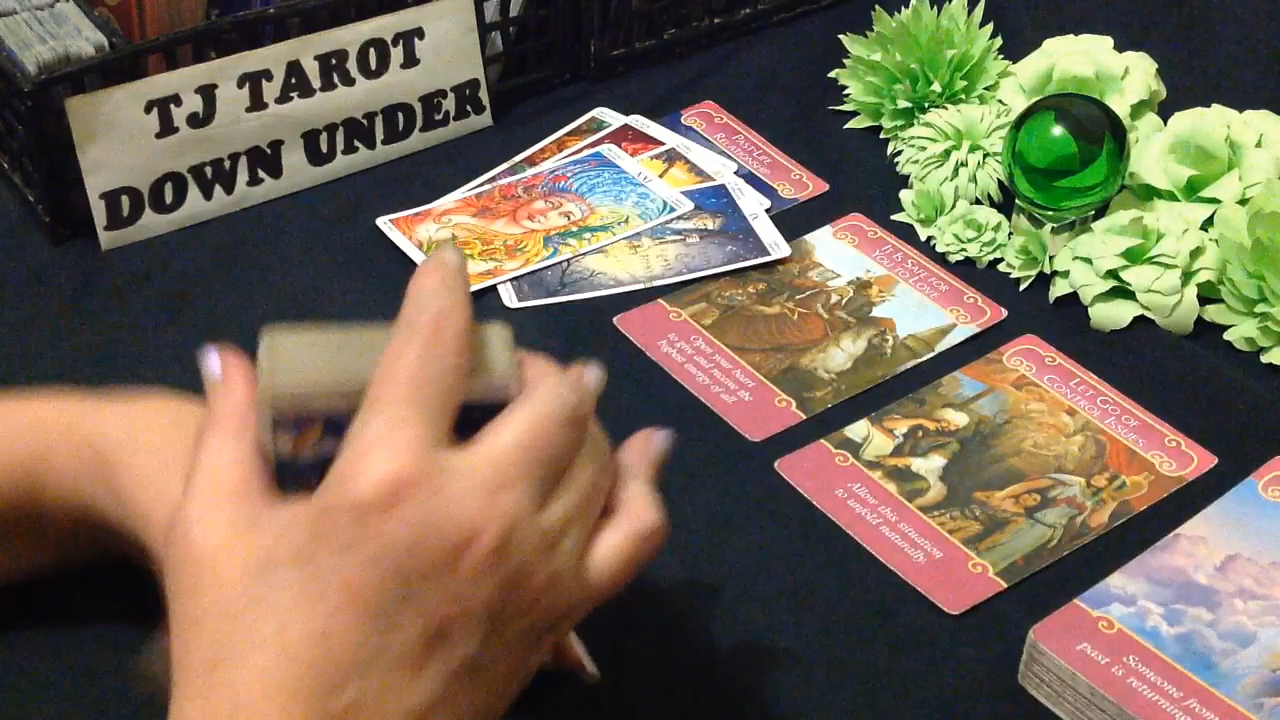 TJ TAROT
DOWN UNDER
PAST-LIFE
RELATIONSHIP
XXI
IT IS SAFE FOR
YOU TO LOVE
Open your heart
to give and receive the
highest energy of all.
LET GO OF
CONTROL ISSUES
Allow this situation
to unfold naturally.
Someone from
past is returning